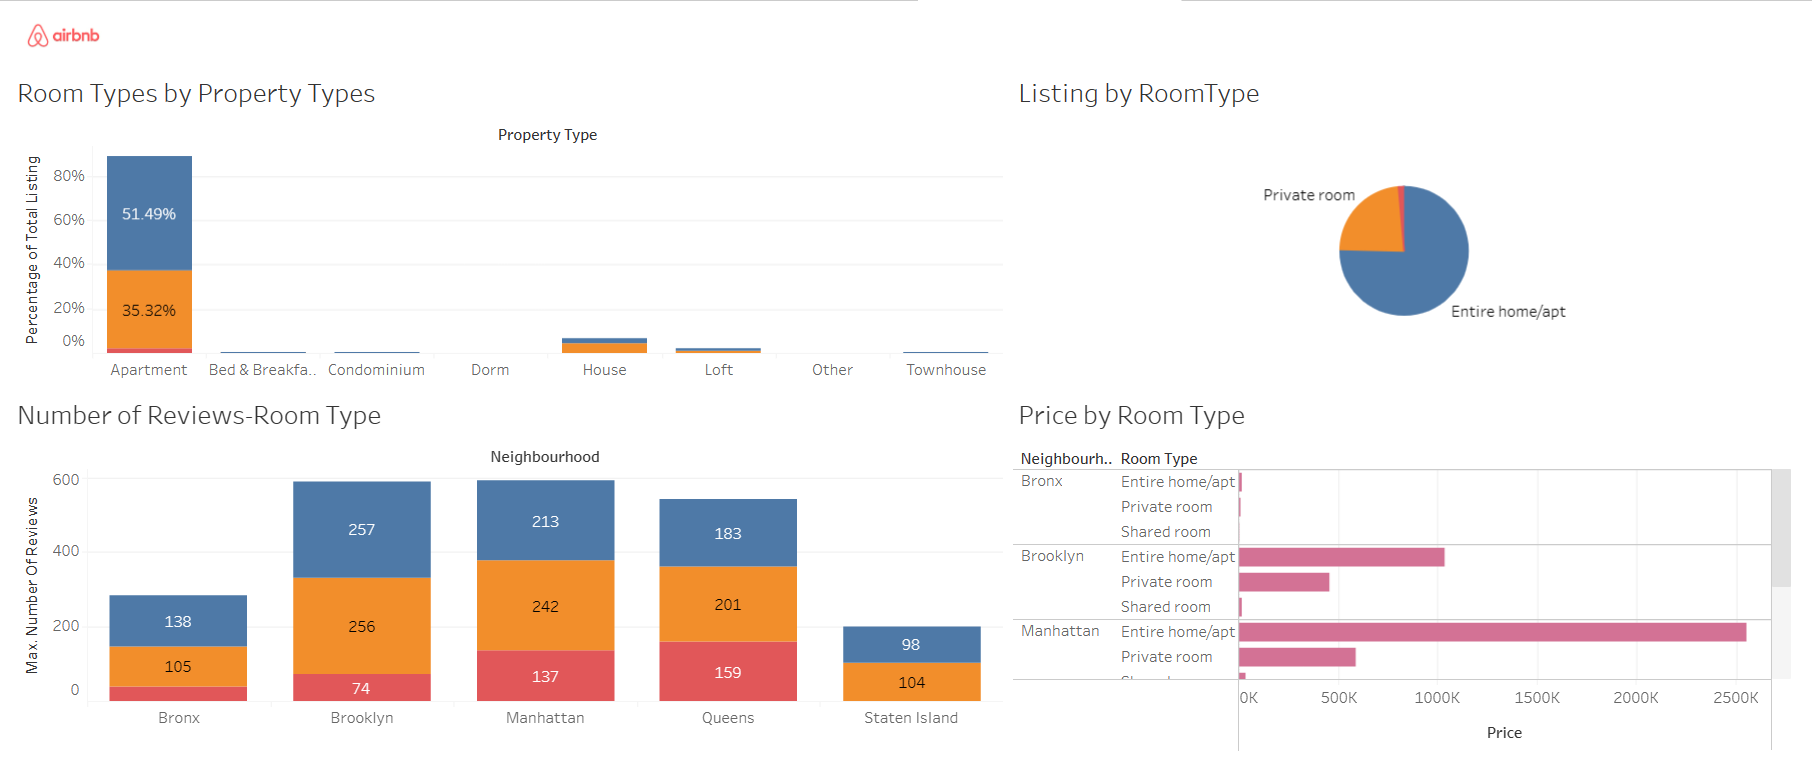 airbnb
Room Types by Property Types
Property Type
Percentage of Total Listing
80%
60%
40%
20%
0%
51.49%
35.32%
Apartment Bed & Breakfa.. Condominium Dorm House Loft Other Townhouse
Listing by RoomType
Private room
Entire home/apt
Number of Reviews-Room Type
Neighbourhood
Max. Number Of Reviews
600
400
200
0
138
105
257
256
74
213
242
137
183
201
159
98
104
Bronx Brooklyn Manhattan Queens Staten Island
Price by Room Type
Neighbourh.. Room Type
Bronx Entire home/apt
Private room
Shared room
Brooklyn Entire home/apt
Private room
Shared room
Manhattan Entire home/apt
Private room
0K 500K 1000K 1500K 2000K 2500K
Price